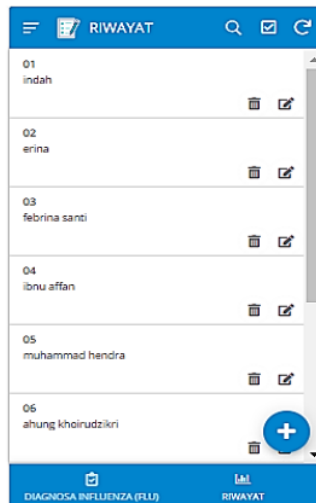 RIWAYAT
01
indah
02
erina
03
febrina santi
04
ibnu affan
05
muhammad hendra
06
ahung khoirudzikri
DIAGNOSA INFLUENZA (FLU)
RIWAYAT